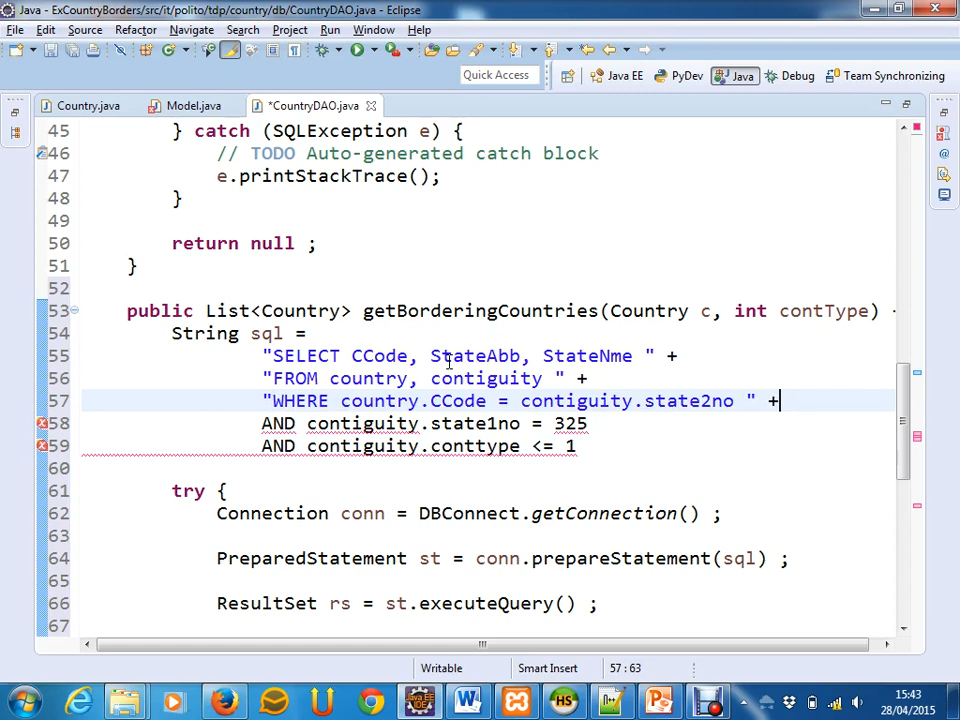 Java - ExCountryBorders/src/it/polito/tdp/country/db/CountryDAO.java - Eclipse
File Edit Source Refactor Navigate Search Project Run Window Help
Quick Access Java EE PyDev Java Debug Team Synchronizing
Country.java Model.java *CountryDAO.java
45 } catch (SQLException e) {
46 // TODO Auto-generated catch block
47 e.printStackTrace();
48 }
49
50 return null ;
51 }
52
53 public List<Country> getBorderingCountries(Country c, int contType)
54 String sql =
55 "SELECT CCode, StateAbb, StateNme " +
56 "FROM country, contiguity " +
57 "WHERE country.CCode = contiguity.state2no " +
58 AND contiguity.state1no = 325
59 AND contiguity.conttype <= 1
60
61 try {
62 Connection conn = DBConnect.getConnection() ;
63
64 PreparedStatement st = conn.prepareStatement(sql) ;
65
66 ResultSet rs = st.executeQuery() ;
67
Writable Smart Insert 57 : 63
15:43
28/04/2015